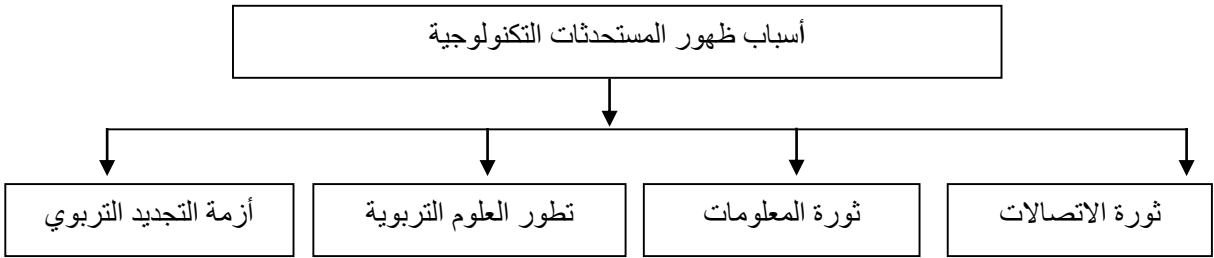 أسباب ظهور المستحدثات التكنولوجية
ثورة الاتصالات
ثورة المعلومات
تطور العلوم التربوية
أزمة التجديد التربوي